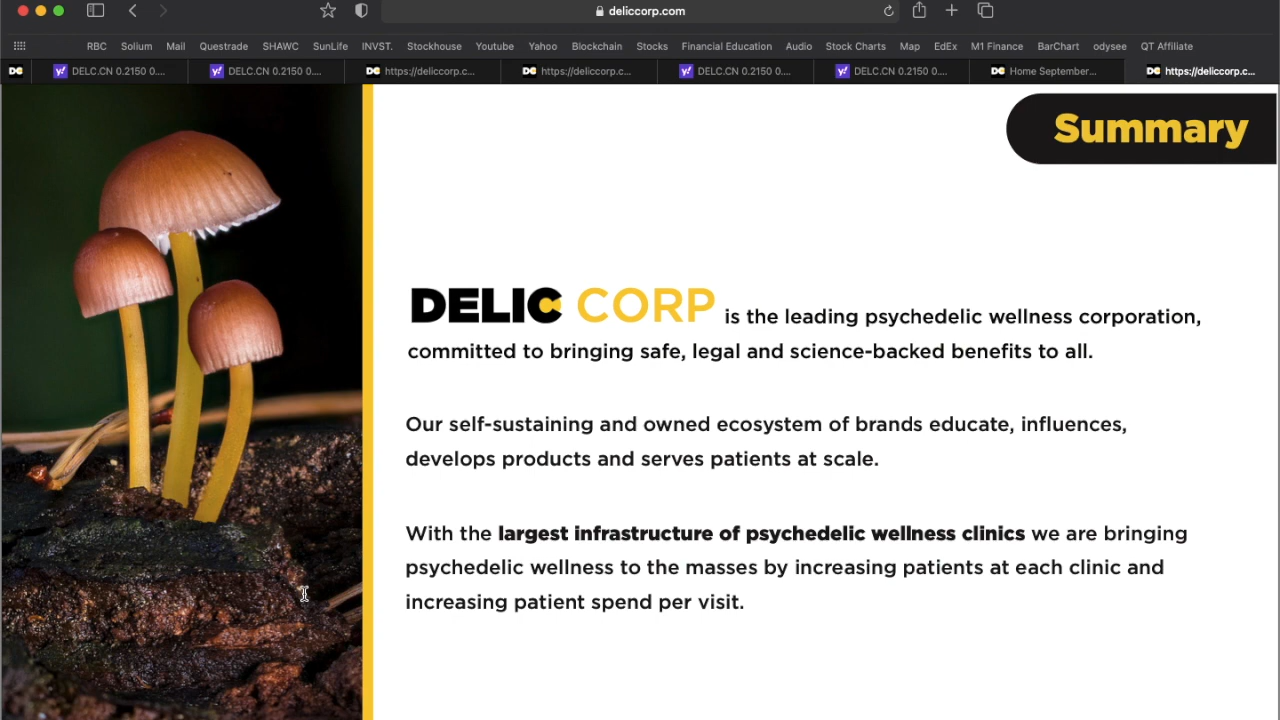 deliccorp.com
RBC Solium Mail Questrade SHAWC SunLife INVST. Stockhouse Youtube Yahoo Blockchain Stocks Financial Education Audio Stock Charts Map EdEx M1 Finance BarChart odysee QT Affiliate
DC y! DELC.CN 0.2150 0.... y! DELC.CN 0.2150 0.... DC https://deliccorp.c... DC https://deliccorp.c... y! DELC.CN 0.2150 0.... y! DELC.CN 0.2150 0.... DC Home September... DC https://deliccorp.c...
Summary
DELIC CORP is the leading psychedelic wellness corporation,
committed to bringing safe, legal and science-backed benefits to all.
Our self-sustaining and owned ecosystem of brands educate, influences,
develops products and serves patients at scale.
With the largest infrastructure of psychedelic wellness clinics we are bringing
psychedelic wellness to the masses by increasing patients at each clinic and
increasing patient spend per visit.